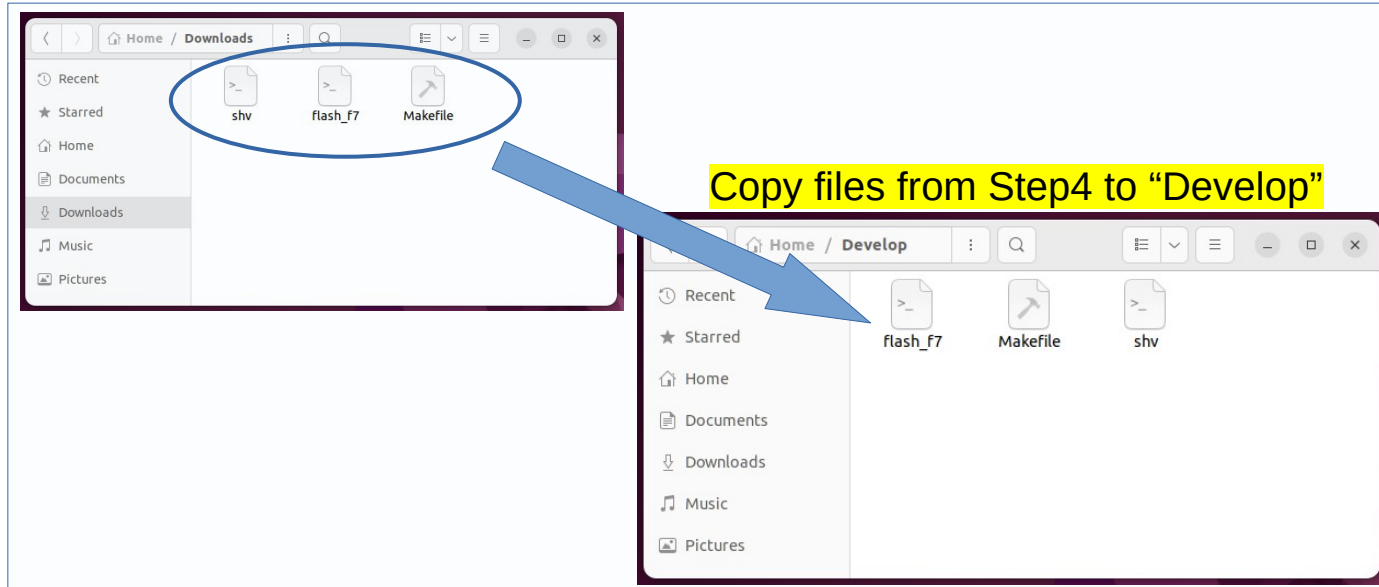 Home / Downloads
Recent
Starred
Home
Documents
Downloads
Music
Pictures
>_ >_
shv flash_f7 Makefile
Copy files from Step4 to “Develop”
Home / Develop
Recent
Starred
Home
Documents
Downloads
Music
Pictures
>_ >_
flash_f7 Makefile shv